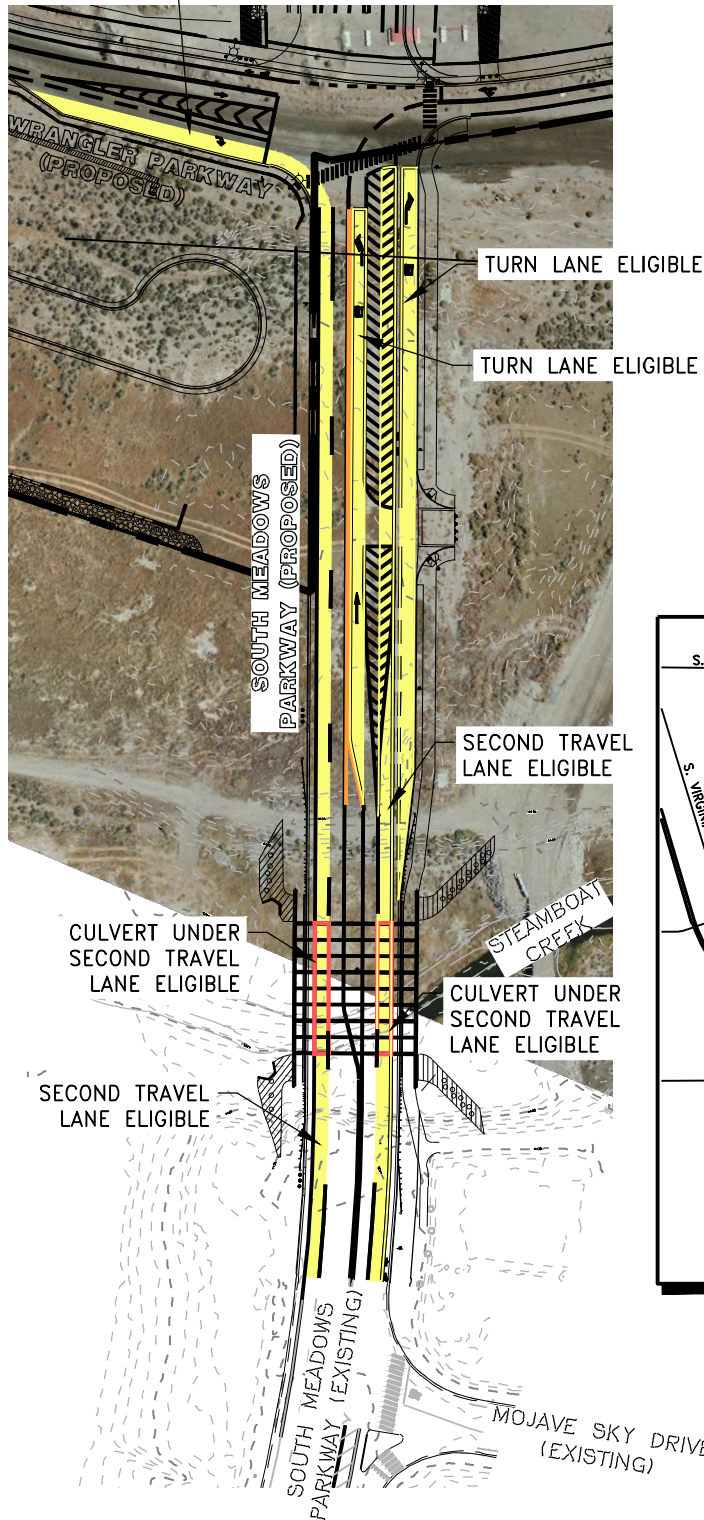 WRANGLER PARKWAY
(PROPOSED)
TURN LANE ELIGIBLE
TURN LANE ELIGIBLE
SOUTH MEADOWS
PARKWAY (PROPOSED)
S.
S. VIRGINI
SECOND TRAVEL
LANE ELIGIBLE
STEAMBOAT
CREEK
CULVERT UNDER
SECOND TRAVEL
LANE ELIGIBLE
CULVERT UNDER
SECOND TRAVEL
LANE ELIGIBLE
SECOND TRAVEL
LANE ELIGIBLE
SOUTH MEADOWS
PARKWAY (EXISTING)
MOJAVE SKY DRIVE
(EXISTING)